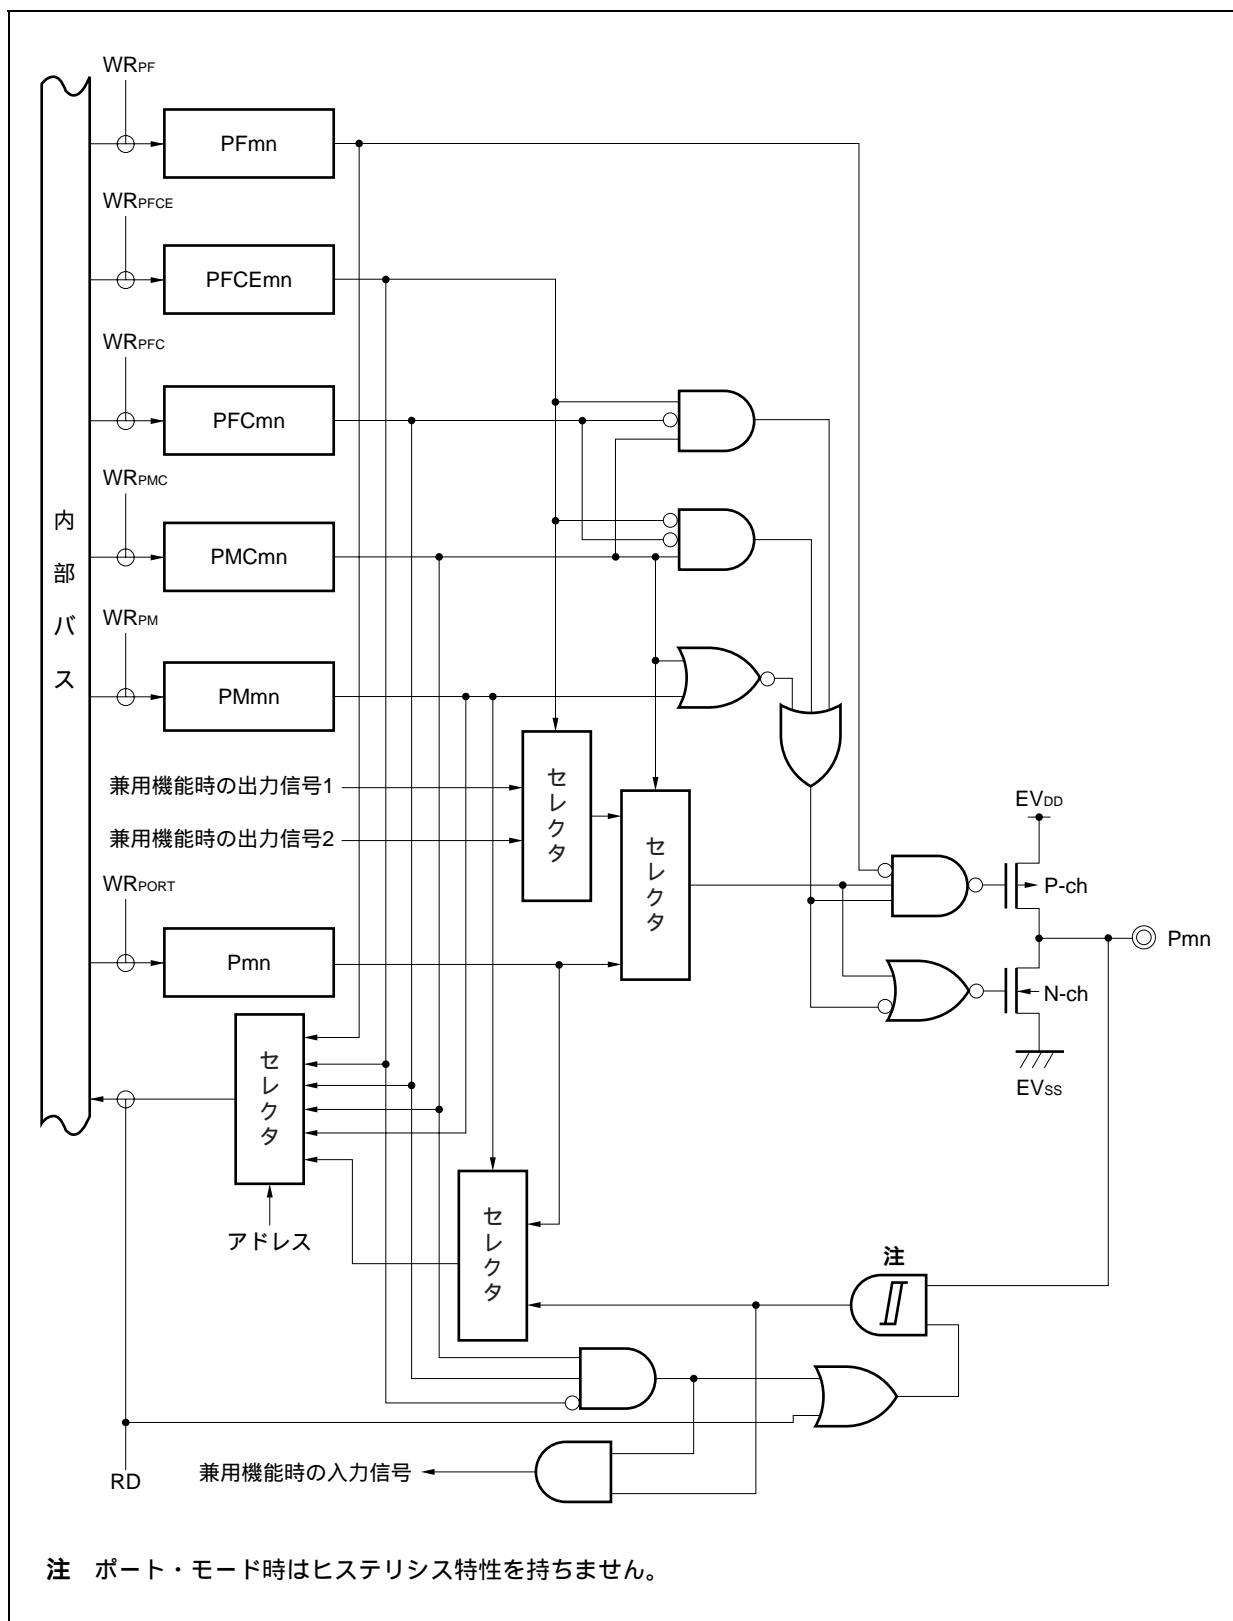 WRPF
PFmn
WRPFCE
PFCEmn
WRPFC
PFCmn
WRPMC
内部バス
PMCmn
WRPM
PMmn
兼用機能時の出力信号1
兼用機能時の出力信号2
セレクタ
セレクタ
EVDD
P-ch
WRPORT
Pmn
Pmn
N-ch
EVSS
セレクタ
アドレス
セレクタ
注
RD
兼用機能時の入力信号
注 ポート・モード時はヒステリシス特性を持ちません。